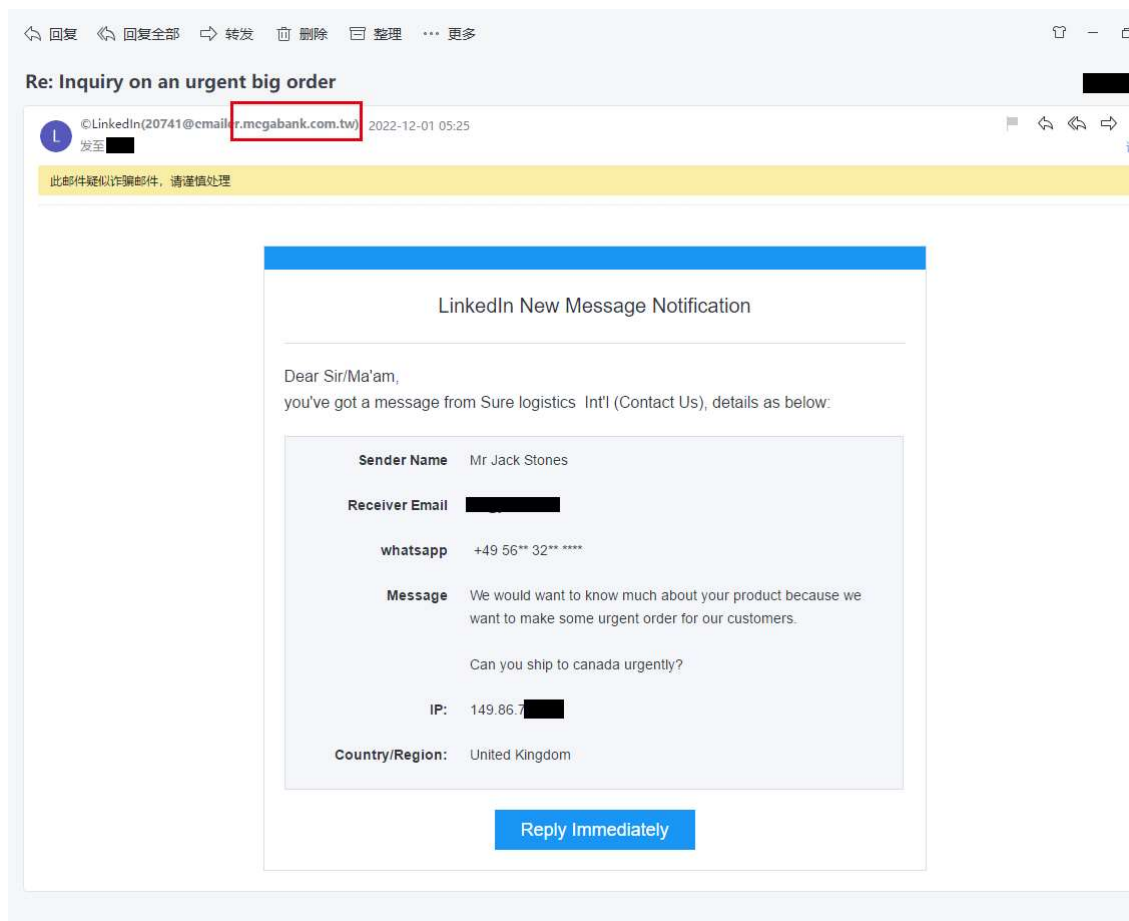 回复 回复全部 转发 删除 整理 ··· 更多
Re: Inquiry on an urgent big order
L
©LinkedIn(20741@emailer.megabank.com.tw) 2022-12-01 05:25
发至
此邮件疑似诈骗邮件，请谨慎处理
LinkedIn New Message Notification
Dear Sir/Ma'am,
you've got a message from Sure logistics Int'l (Contact Us), details as below:
Sender Name Mr Jack Stones
Receiver Email
whatsapp +49 56** 32** ****
Message We would want to know much about your product because we
want to make some urgent order for our customers.
Can you ship to canada urgently?
IP: 149.86.7
Country/Region: United Kingdom
Reply Immediately